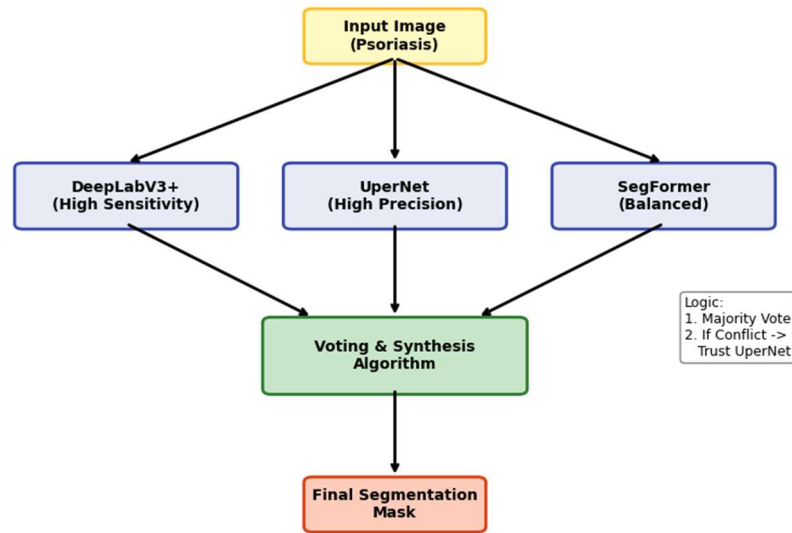 Input Image
(Psoriasis)
DeepLabV3+
(High Sensitivity)
UperNet
(High Precision)
SegFormer
(Balanced)
Logic:
1. Majority Vote
2. If Conflict ->
Trust UperNet
Voting & Synthesis
Algorithm
Final Segmentation
Mask